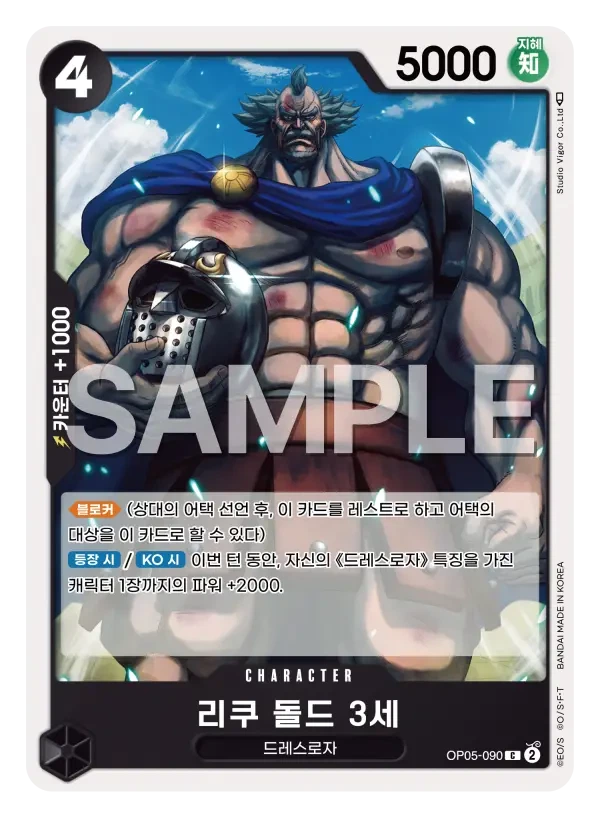 4
5000
지혜
知
Studio Vigor Co.,Ltd
카운터 +1000
SAMPLE
블로커 (상대의 어택 선언 후, 이 카드를 레스트로 하고 어택의
대상을 이 카드로 할 수 있다)
등장 시 / KO 시 이번 턴 동안, 자신의 《드레스로자》 특징을 가진
캐릭터 1장까지의 파워 +2000.
CHARACTER
리쿠 돌드 3세
드레스로자
OP05-090 C 2
©EO/S ©O/S·F·T BANDAI MADE IN KOREA